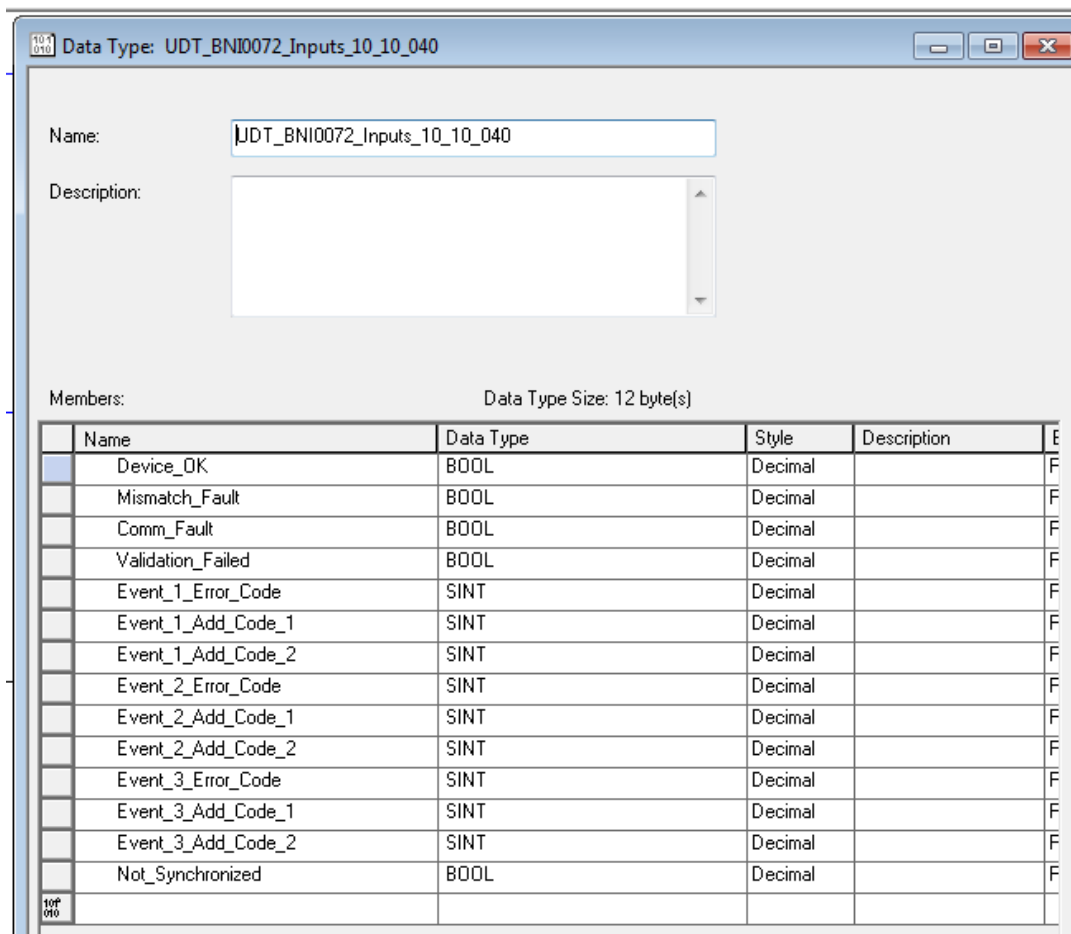 Data Type: UDT_BNI0072_Inputs_10_10_040
Name: UDT_BNI0072_Inputs_10_10_040
Description:
Members: Data Type Size: 12 byte(s)
Name Data Type Style Description
Device_OK BOOL Decimal
Mismatch_Fault BOOL Decimal
Comm_Fault BOOL Decimal
Validation_Failed BOOL Decimal
Event_1_Error_Code SINT Decimal
Event_1_Add_Code_1 SINT Decimal
Event_1_Add_Code_2 SINT Decimal
Event_2_Error_Code SINT Decimal
Event_2_Add_Code_1 SINT Decimal
Event_2_Add_Code_2 SINT Decimal
Event_3_Error_Code SINT Decimal
Event_3_Add_Code_1 SINT Decimal
Event_3_Add_Code_2 SINT Decimal
Not_Synchronized BOOL Decimal